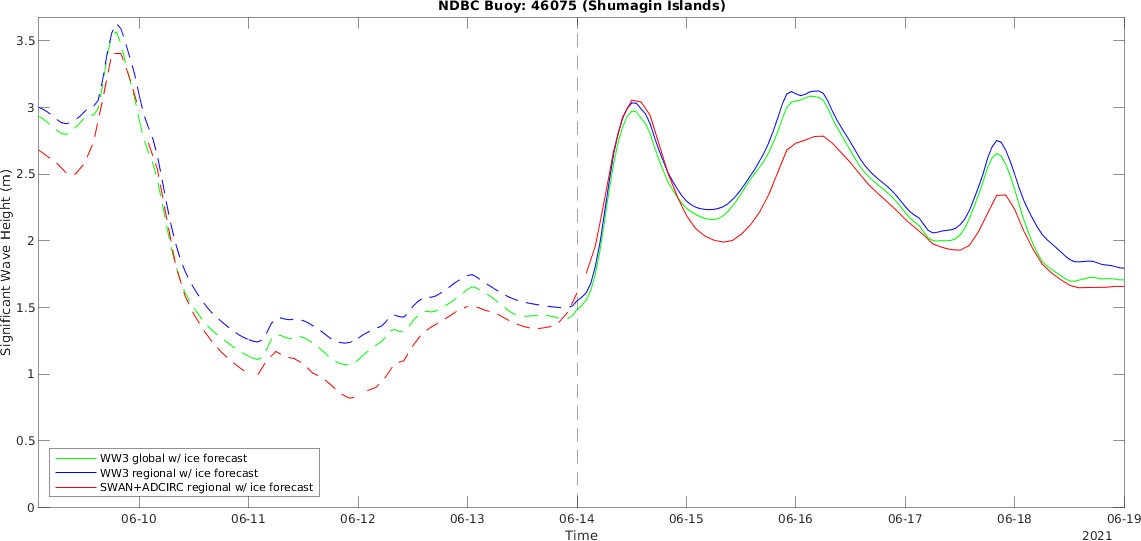 NDBC Buoy: 46075 (Shumagin Islands)
Significant Wave Height (m)
3.5
3
2.5
2
1.5
1
0.5
0
WW3 global w/ ice forecast
WW3 regional w/ ice forecast
SWAN+ADCIRC regional w/ ice forecast
06-10 06-11 06-12 06-13 06-14 06-15 06-16 06-17 06-18 06-19
Time
2021